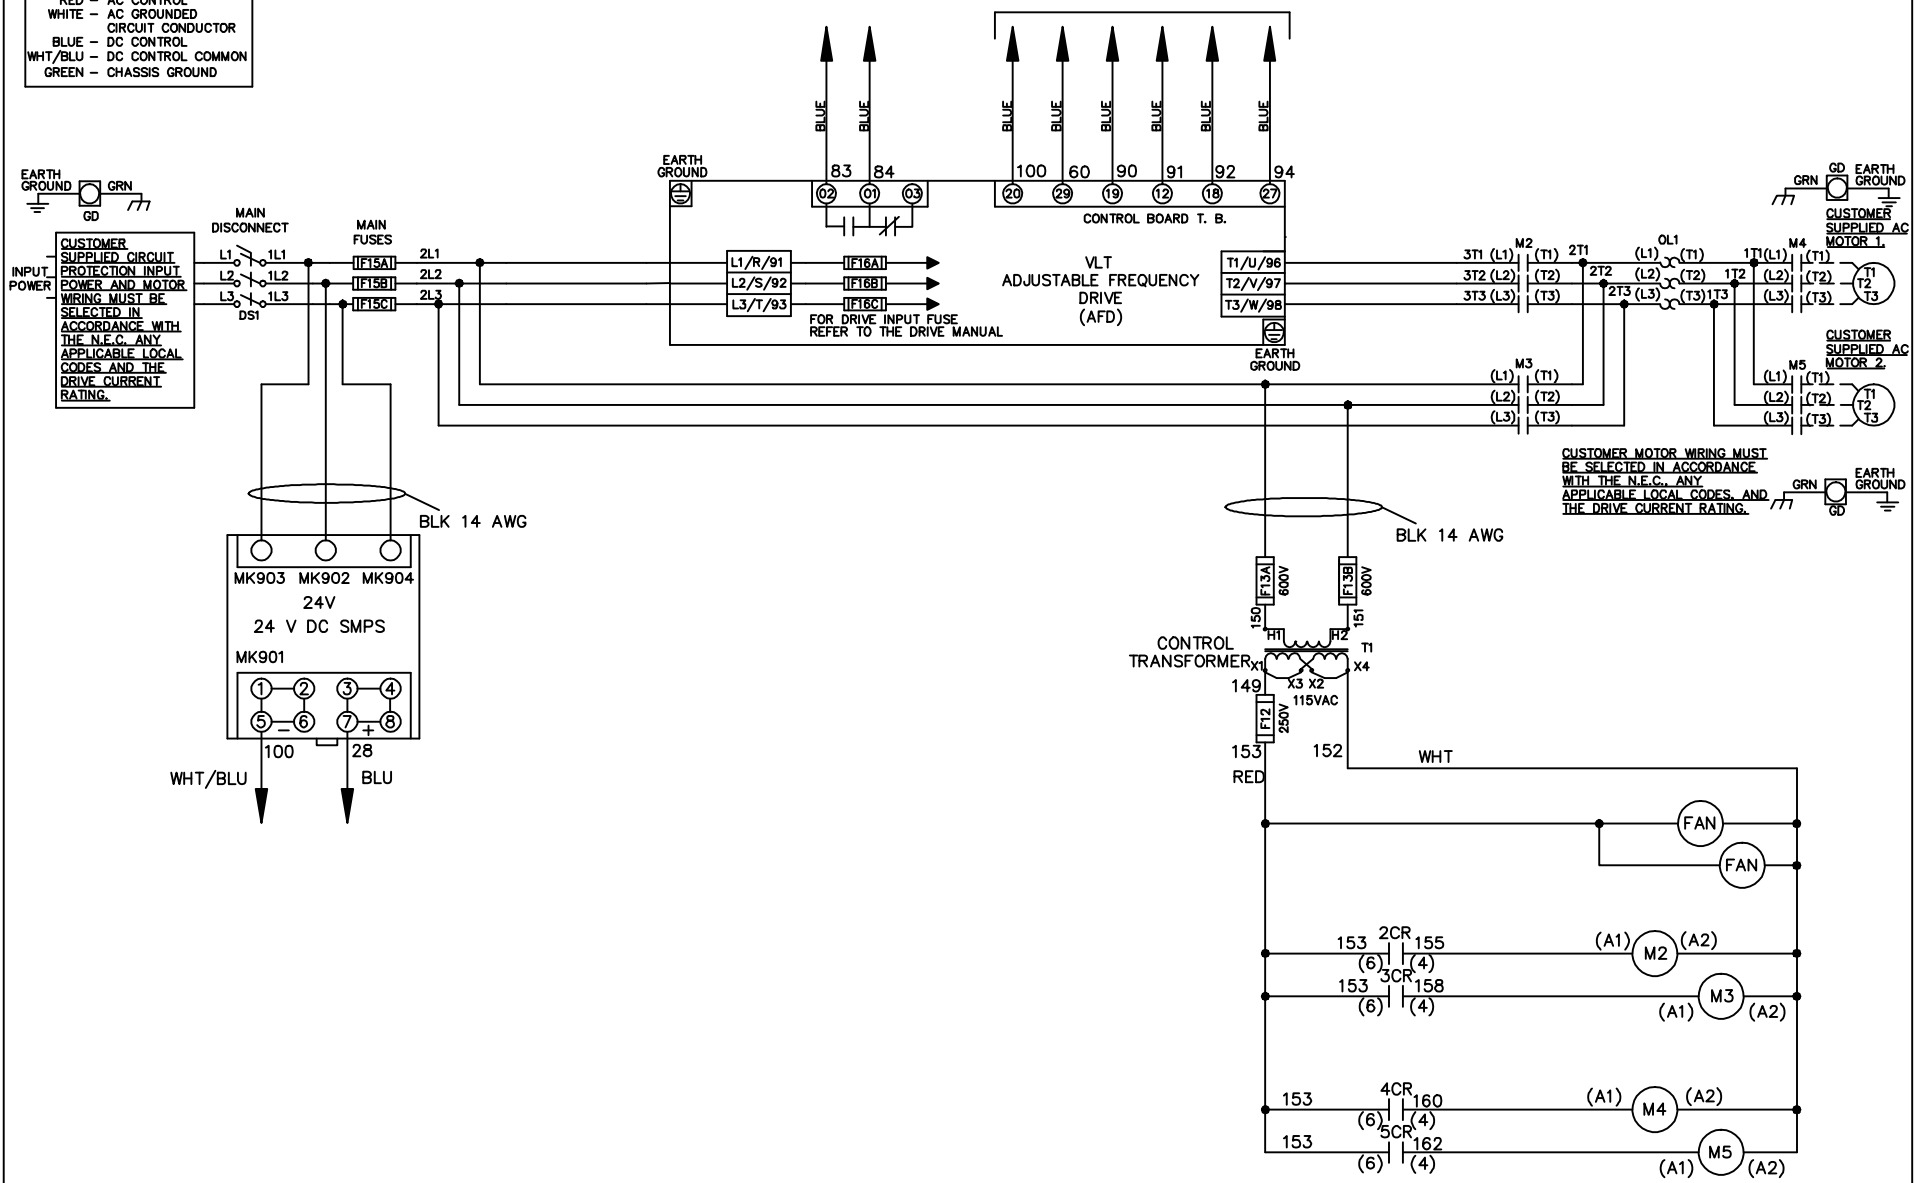 RED - AC CONTROL
WHITE - AC GROUNDED
CIRCUIT CONDUCTOR
BLUE - DC CONTROL
WHT/BLU - DC CONTROL COMMON
GREEN - CHASSIS GROUND
BLUE
BLUE
BLUE
BLUE
BLUE
BLUE
BLUE
BLUE
EARTH
GROUND
GRN
GD
EARTH
GROUND
83 84
02 01 03
100 60 90 91 92 94
20 29 19 12 18 27
CONTROL BOARD T. B.
GD EARTH
GRN GROUND
MAIN
DISCONNECT
MAIN
FUSES
INPUT
POWER
CUSTOMER
SUPPLIED CIRCUIT
PROTECTION INPUT
POWER AND MOTOR
WIRING MUST BE
SELECTED IN
ACCORDANCE WITH
THE N.E.C. ANY
APPLICABLE LOCAL
CODES AND THE
DRIVE CURRENT
RATING.
L1 1L1 F15A 2L1
L2 1L2 F15B 2L2
L3 1L3 F15C 2L3
DS1
L1/R/91 F16A
L2/S/92 F16B
L3/T/93 F16C
FOR DRIVE INPUT FUSE
REFER TO THE DRIVE MANUAL
VLT
ADJUSTABLE FREQUENCY
DRIVE
(AFD)
T1/U/96
T2/V/97
T3/W/98
EARTH
GROUND
M2
3T1 (L1) (T1) 2T1
3T2 (L2) (T2) 2T2
3T3 (L3) (T3) 2T3
OL1
(L1) (T1) 1T1
(L2) (T2) 1T2
(L3) (T3) 1T3
M4
(L1) (T1)
(L2) (T2)
(L3) (T3)
CUSTOMER
SUPPLIED AC
MOTOR 1.
T1
T2
T3
M3
(L1) (T1)
(L2) (T2)
(L3) (T3)
M5
(L1) (T1)
(L2) (T2)
(L3) (T3)
CUSTOMER
SUPPLIED AC
MOTOR 2.
T1
T2
T3
CUSTOMER MOTOR WIRING MUST
BE SELECTED IN ACCORDANCE
WITH THE N.E.C., ANY
APPLICABLE LOCAL CODES, AND
THE DRIVE CURRENT RATING.
EARTH
GRN GROUND
GD
BLK 14 AWG
BLK 14 AWG
MK903 MK902 MK904
24V
24 V DC SMPS
MK901
1 2 3 4
5 - 6 7 + 8
100 28
WHT/BLU BLU
F13A 600V
F13B 600V
150 151
H1 H2
T1
CONTROL
TRANSFORMER
X1 X3 X2 X4
149 115VAC
F12 250V
153 152 WHT
RED
FAN
FAN
2CR
153 155 (A1) M2 (A2)
(6) (4)
3CR
153 158 M3
(6) (4) (A1) (A2)
4CR
153 160 (A1) M4 (A2)
(6) (4)
5CR
153 162 M5
(6) (4) (A1) (A2)